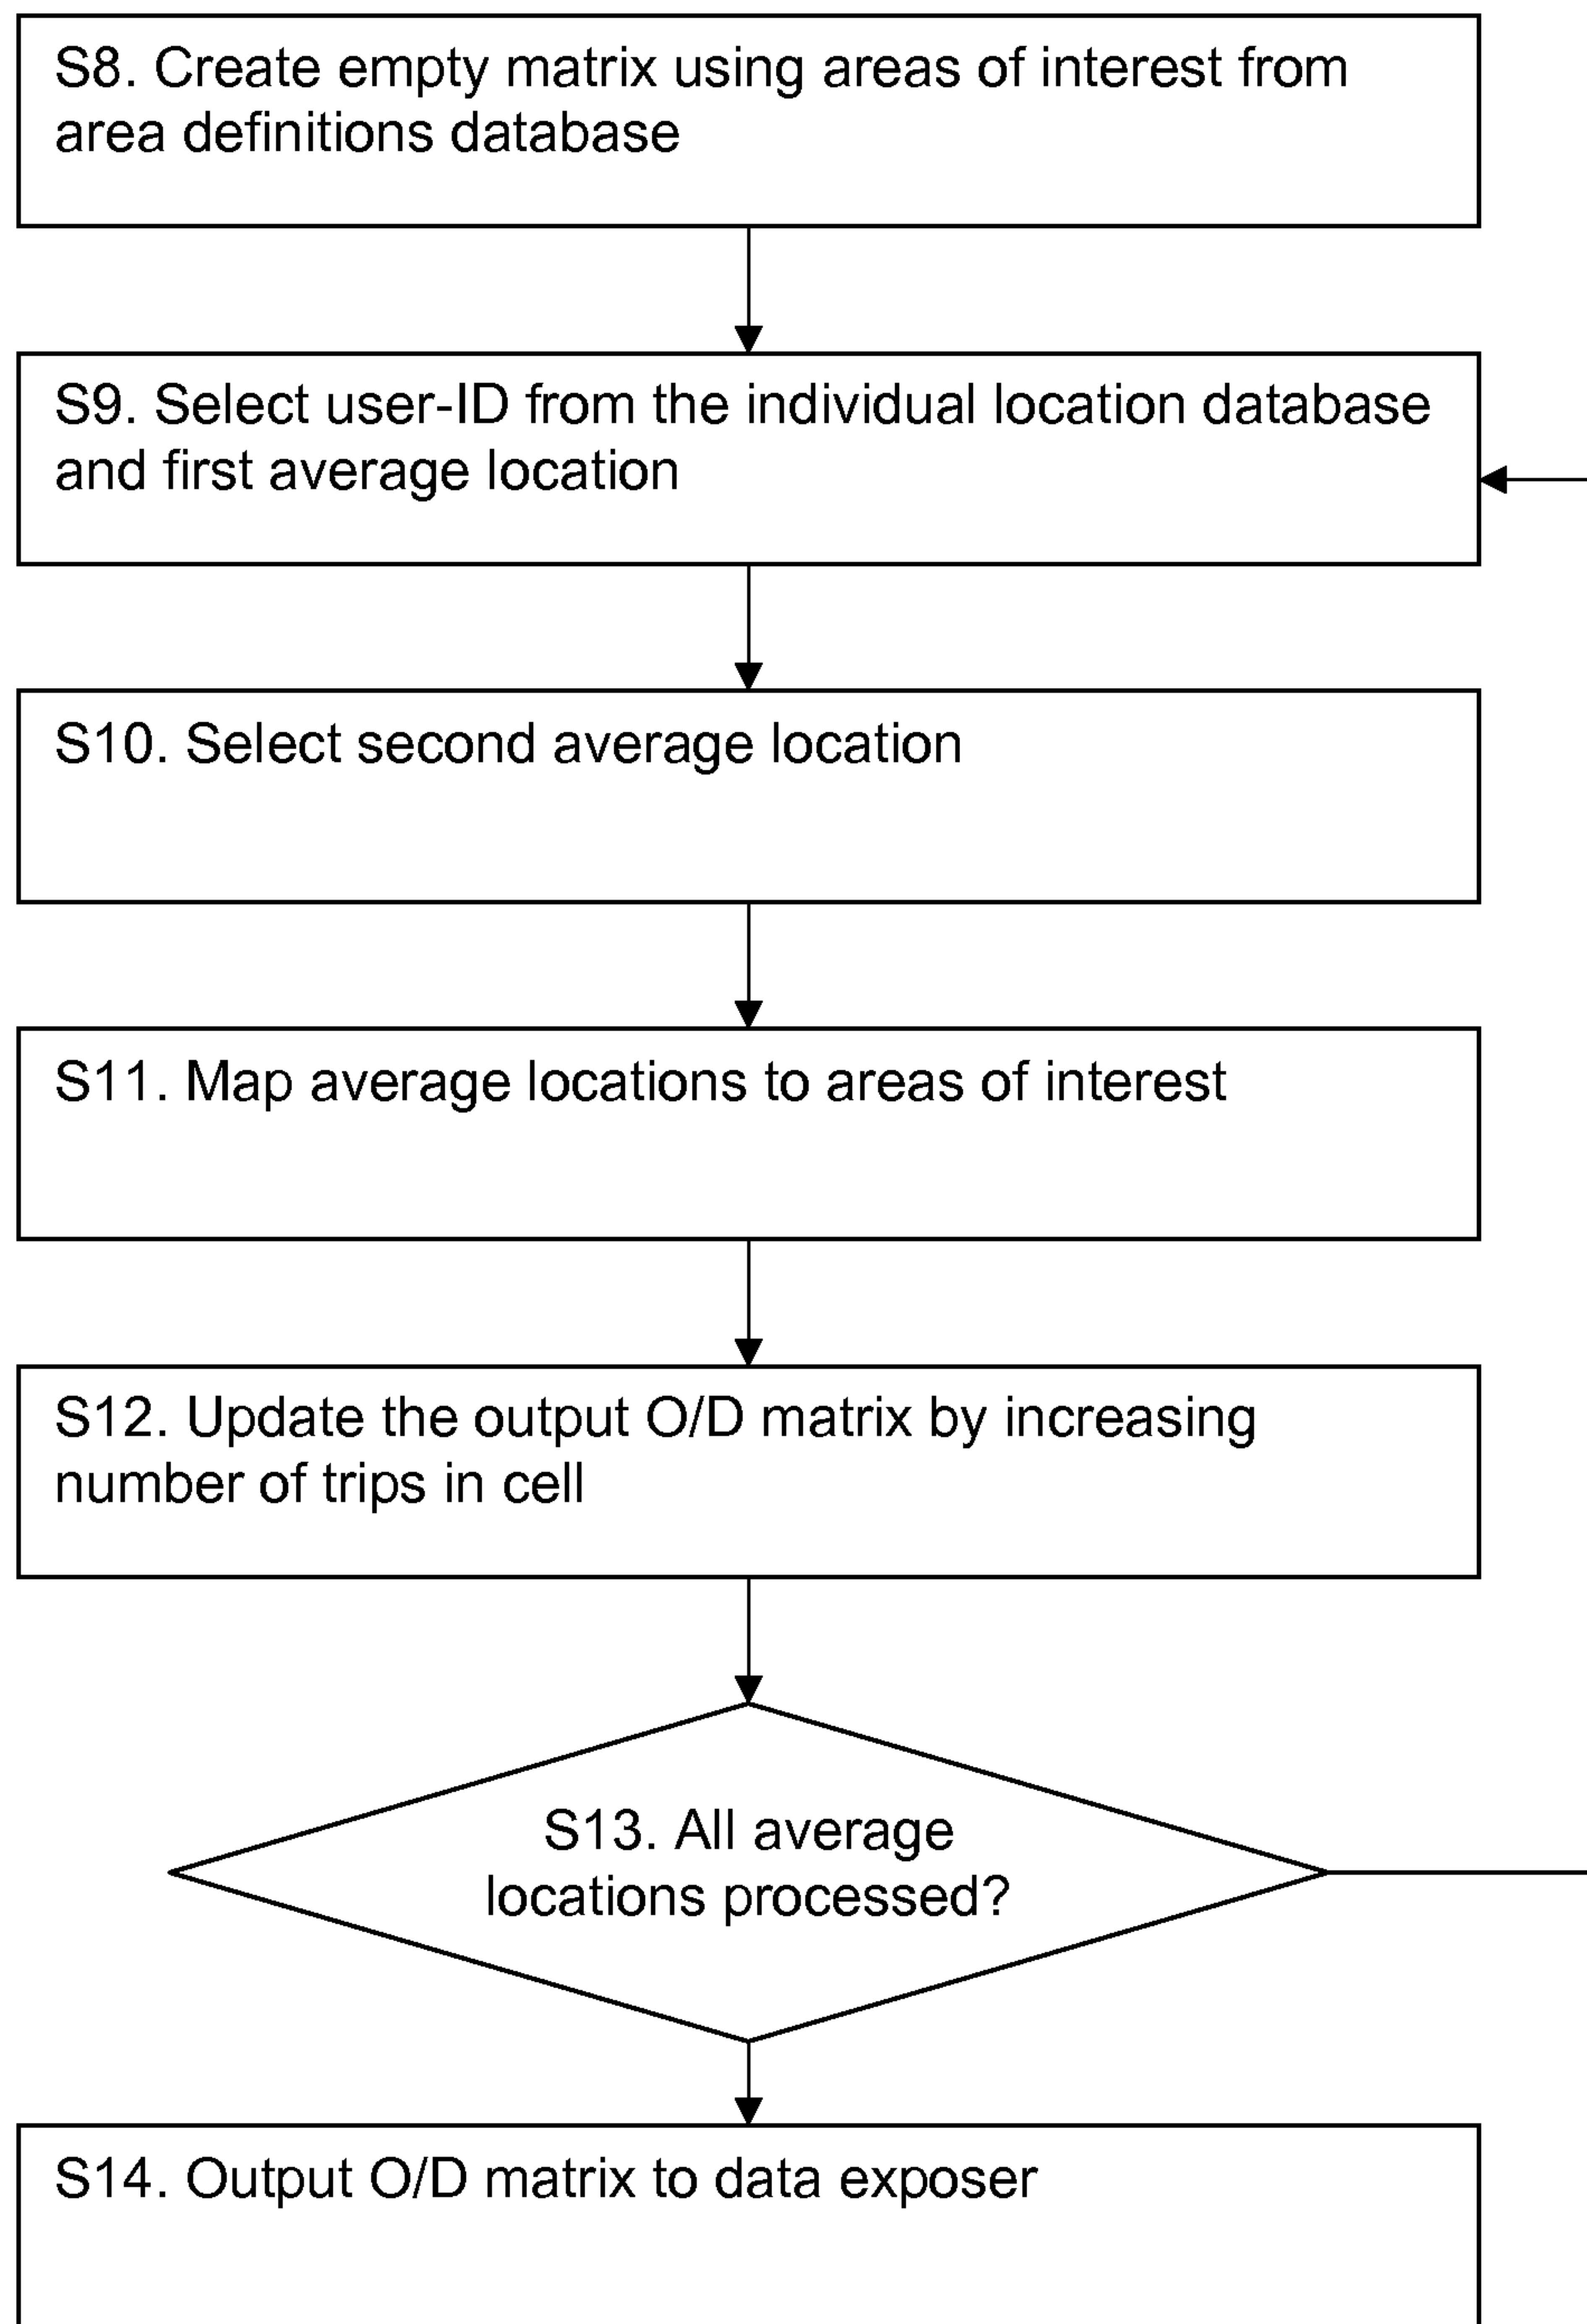 S8. Create empty matrix using areas of interest from
area definitions database
S9. Select user-ID from the individual location database
and first average location
S10. Select second average location
S11. Map average locations to areas of interest
S12. Update the output O/D matrix by increasing
number of trips in cell
S13. All average
locations processed?
S14. Output O/D matrix to data exposer